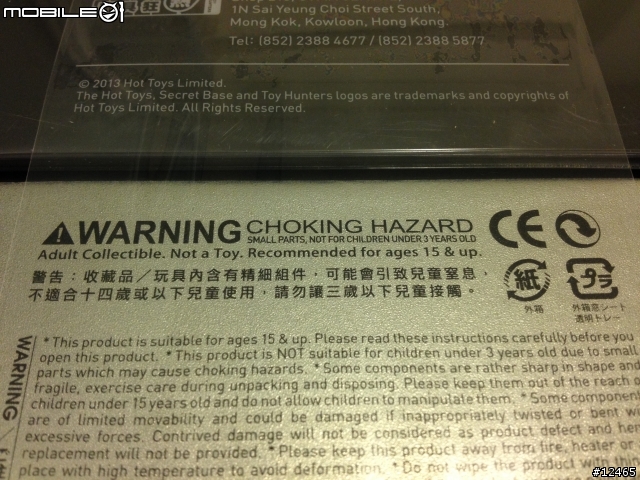 MOBILE01
1N Sai Yeung Choi Street South,
Mong Kok, Kowloon, Hong Kong.
Tel: (852) 2388 4677 / (852) 2388 5877
© 2013 Hot Toys Limited.
The Hot Toys, Secret Base and Toy Hunters logos are trademarks and copyrights of
Hot Toys Limited. All Rights Reserved.
WARNING CHOKING HAZARD
SMALL PARTS, NOT FOR CHILDREN UNDER 3 YEARS OLD
Adult Collectible. Not a Toy. Recommended for ages 15 & up.
警告：收藏品／玩具內含有精細組件，可能會引致兒童窒息，
不適合十四歲或以下兒童使用，請勿讓三歲以下兒童接觸。
CE
紙
外箱
プラ
外箱窓シート
透明トレー
WARNING
*This product is suitable for ages 15 & up. Please read these instructions carefully before you
open this product. *This product is NOT suitable for children under 3 years old due to small
parts which may cause choking hazards. *Some components are rather sharp in shape and
fragile, exercise care during unpacking and disposing. Please keep them out of the reach o
children under 15 years old and do not allow children to manipulate them. *Some component
are of limited movability and could be damaged if inappropriately twisted or bent w
excessive forces. Contrived damage will not be considered as product defect and hen
replacement will not be provided. *Please keep this product away from fire, heater or
place with high temperature to avoid deformation. *Do not wipe the product with thi
#12465